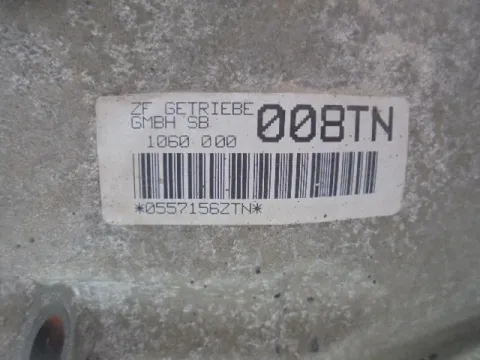 ZF GETRIEBE
GMBH SB
008TN
1060 000
*0557156ZTN*